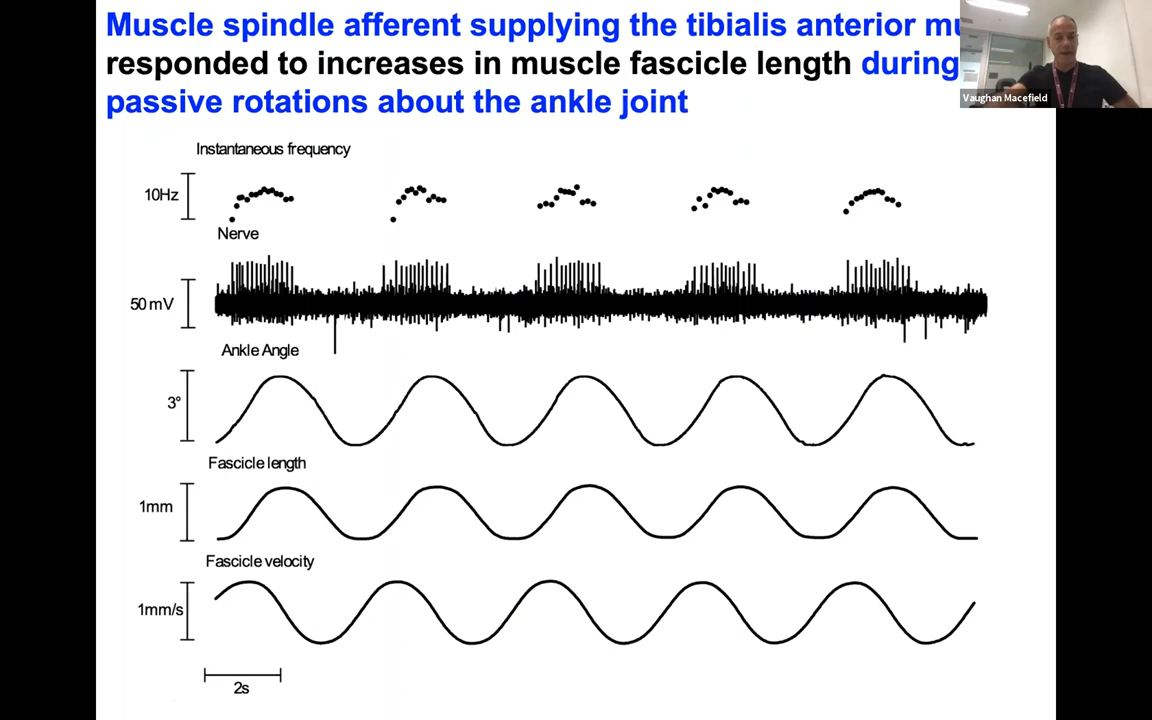 Muscle spindle afferent supplying the tibialis anterior
responded to increases in muscle fascicle length during
passive rotations about the ankle joint
Vaughan Macefield
Instantaneous frequency
10Hz
Nerve
50 mV
Ankle Angle
3°
Fascicle length
1mm
Fascicle velocity
1mm/s
2s